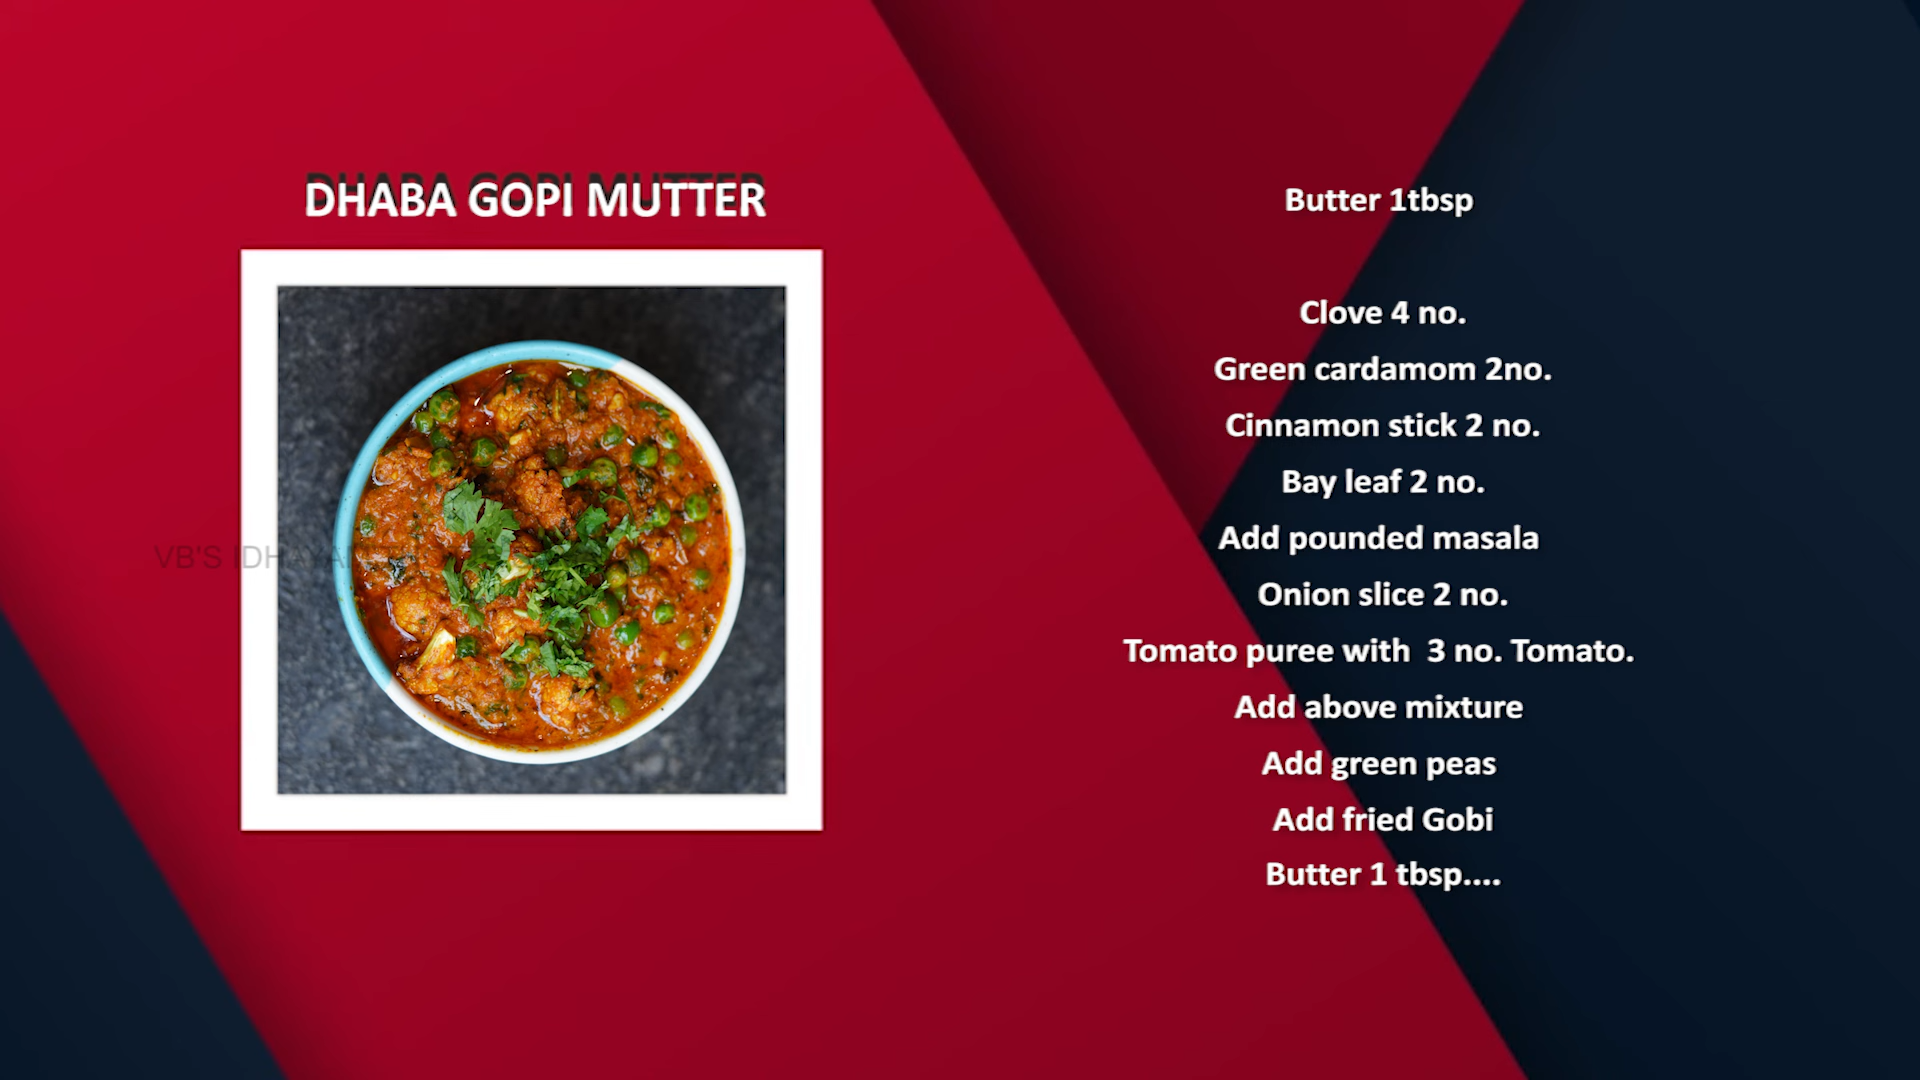 DHABA GOPI MUTTER
Butter 1tbsp
Clove 4 no.
Green cardamom 2no.
Cinnamon stick 2 no.
Bay leaf 2 no.
Add pounded masala
Onion slice 2 no.
Tomato puree with  3 no. Tomato.
Add above mixture
Add green peas
Add fried Gobi
Butter 1 tbsp....
VB'S